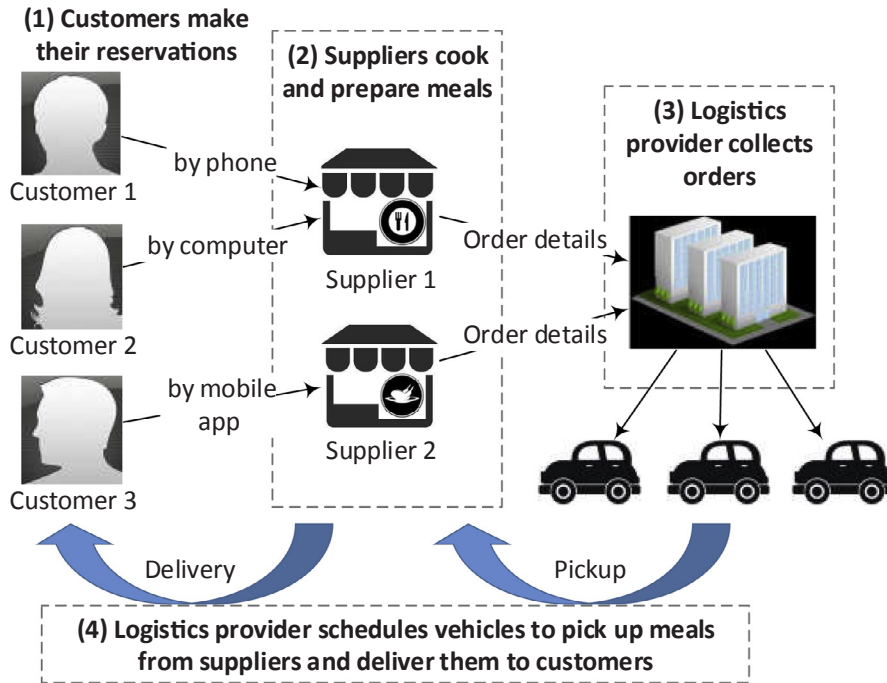 (1) Customers make
their reservations
Customer 1
Customer 2
Customer 3
by phone
by computer
by mobile
app
(2) Suppliers cook
and prepare meals
Supplier 1
Supplier 2
Order details
Order details
(3) Logistics
provider collects
orders
Delivery
Pickup
(4) Logistics provider schedules vehicles to pick up meals
from suppliers and deliver them to customers